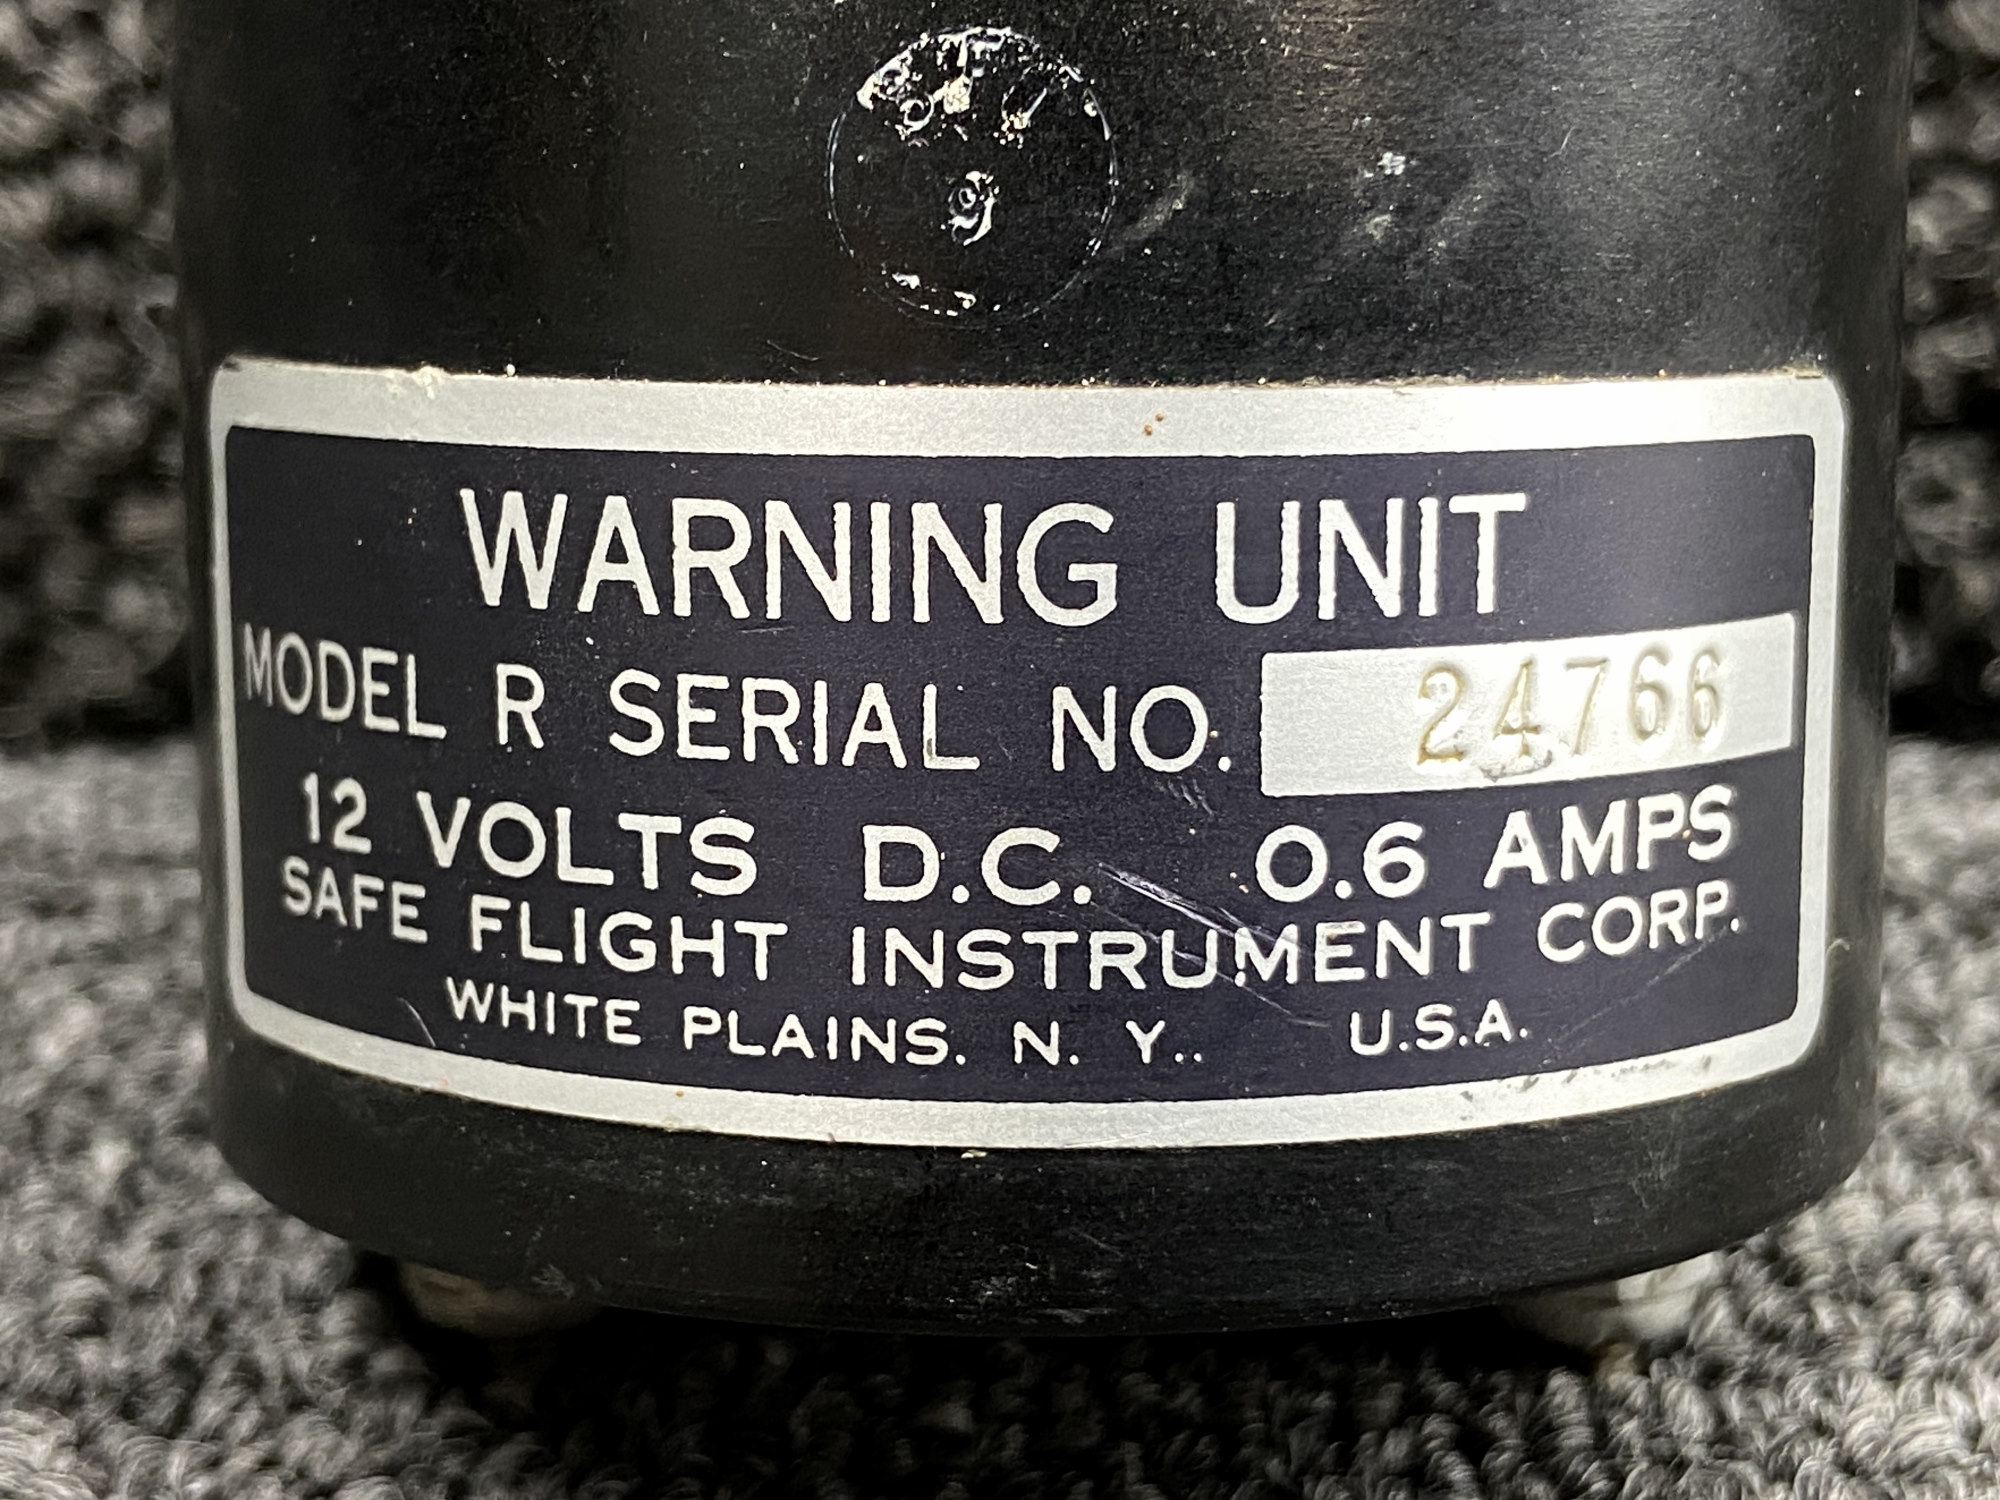 WARNING UNIT
MODEL R SERIAL NO. 24766
12 VOLTS D.C. 0.6 AMPS
SAFE FLIGHT INSTRUMENT CORP.
WHITE PLAINS. N. Y.. U.S.A.